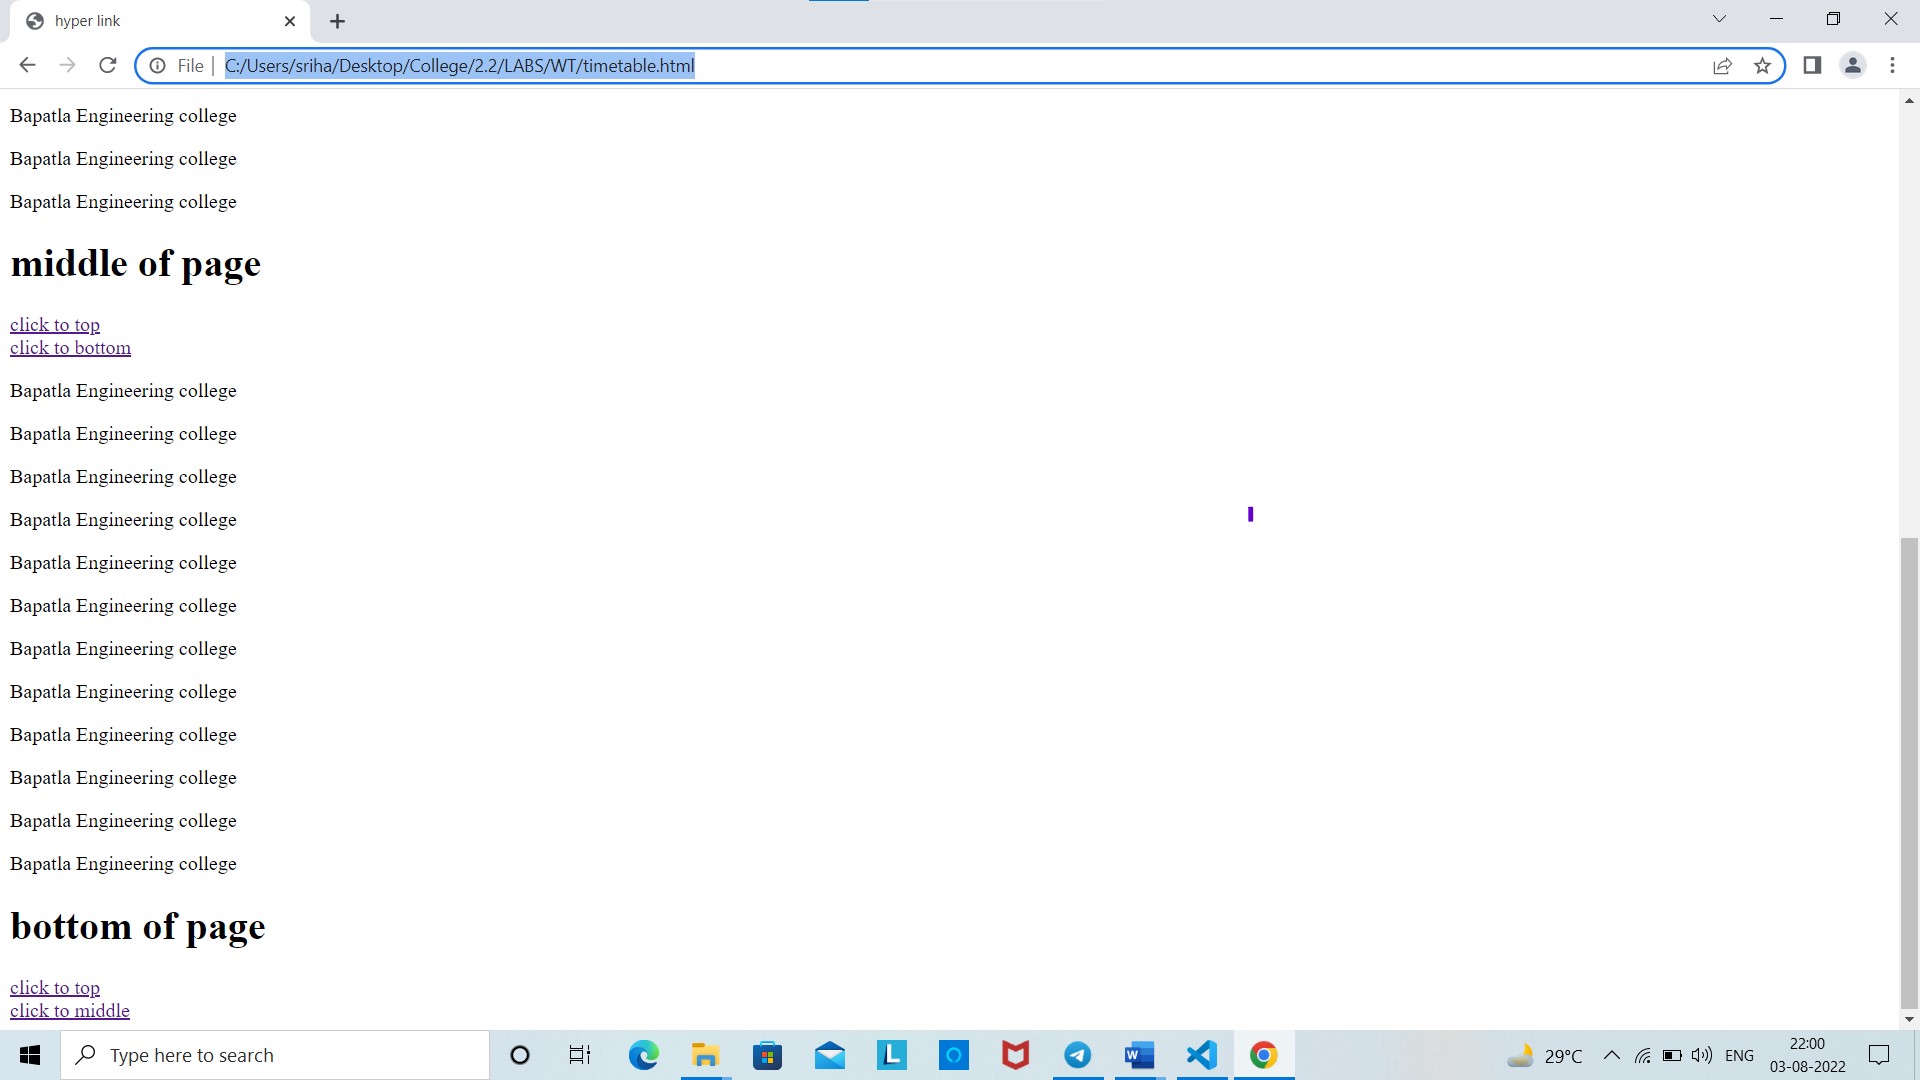 hyper link
File | C:/Users/sriha/Desktop/College/2.2/LABS/WT/timetable.html
Bapatla Engineering college
Bapatla Engineering college
Bapatla Engineering college
middle of page
click to top
click to bottom
Bapatla Engineering college
Bapatla Engineering college
Bapatla Engineering college
Bapatla Engineering college
Bapatla Engineering college
Bapatla Engineering college
Bapatla Engineering college
Bapatla Engineering college
Bapatla Engineering college
Bapatla Engineering college
Bapatla Engineering college
Bapatla Engineering college
bottom of page
click to top
click to middle
Type here to search
29°C
ENG
22:00
03-08-2022